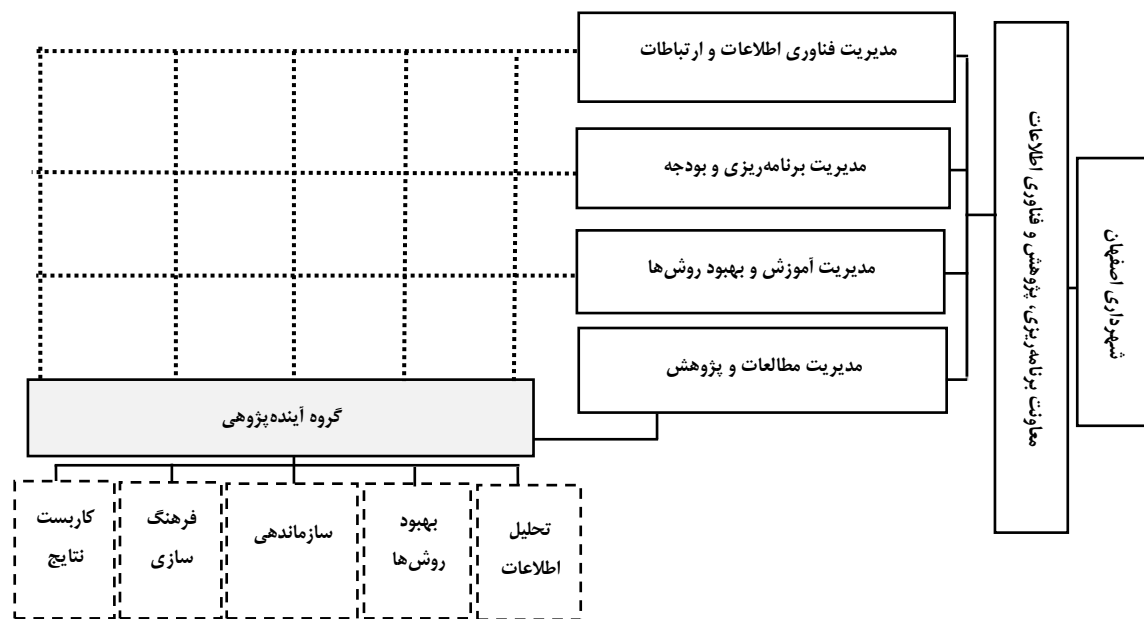 شهرداری اصفهان
معاونت برنامه‌ریزی، پژوهش و فناوری اطلاعات
مدیریت فناوری اطلاعات و ارتباطات
مدیریت برنامه‌ریزی و بودجه
مدیریت آموزش و بهبود روش‌ها
مدیریت مطالعات و پژوهش
گروه آینده‌پژوهی
تحلیل
اطلاعات
بهبود
روش‌ها
سازماندهی
فرهنگ
سازی
کاربست
نتایج